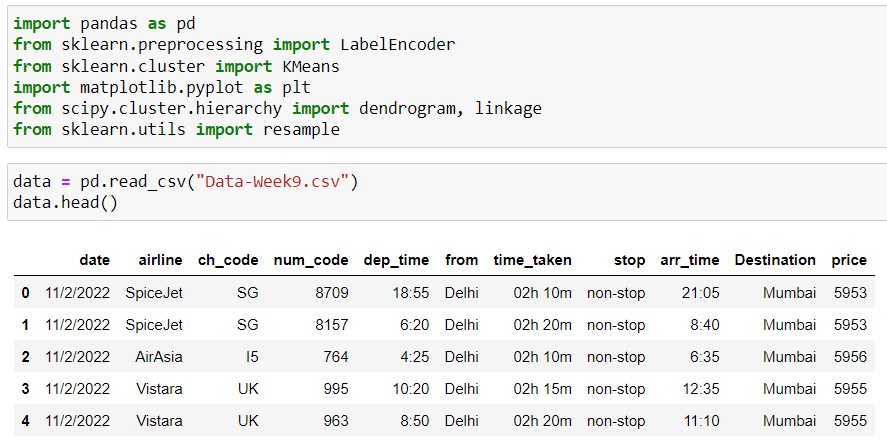 import pandas as pd
from sklearn.preprocessing import LabelEncoder
from sklearn.cluster import KMeans
import matplotlib.pyplot as plt
from scipy.cluster.hierarchy import dendrogram, linkage
from sklearn.utils import resample
data = pd.read_csv("Data-Week9.csv")
data.head()
date airline ch_code num_code dep_time from time_taken stop arr_time Destination price
0 11/2/2022 SpiceJet SG 8709 18:55 Delhi 02h 10m non-stop 21:05 Mumbai 5953
1 11/2/2022 SpiceJet SG 8157 6:20 Delhi 02h 20m non-stop 8:40 Mumbai 5953
2 11/2/2022 AirAsia I5 764 4:25 Delhi 02h 10m non-stop 6:35 Mumbai 5956
3 11/2/2022 Vistara UK 995 10:20 Delhi 02h 15m non-stop 12:35 Mumbai 5955
4 11/2/2022 Vistara UK 963 8:50 Delhi 02h 20m non-stop 11:10 Mumbai 5955